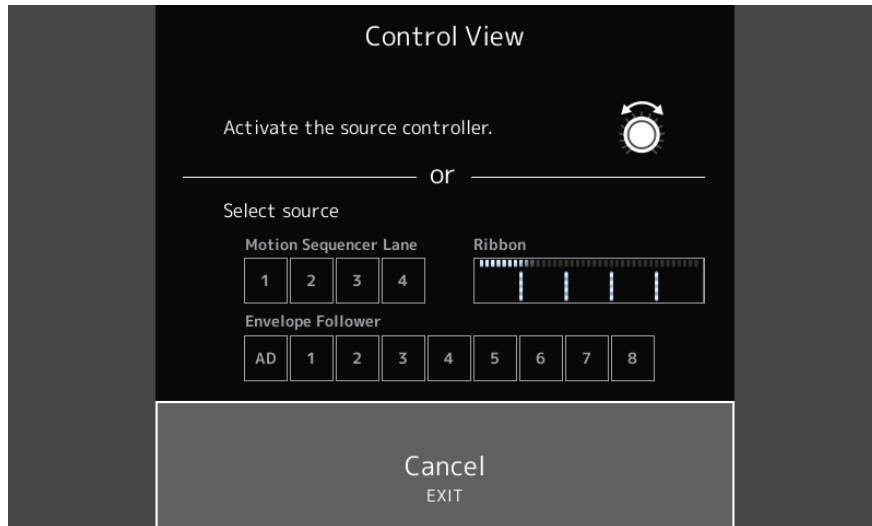 Control View
Activate the source controller.
or
Select source
Motion Sequencer Lane Ribbon
1 2 3 4
Envelope Follower
AD 1 2 3 4 5 6 7 8
Cancel
EXIT